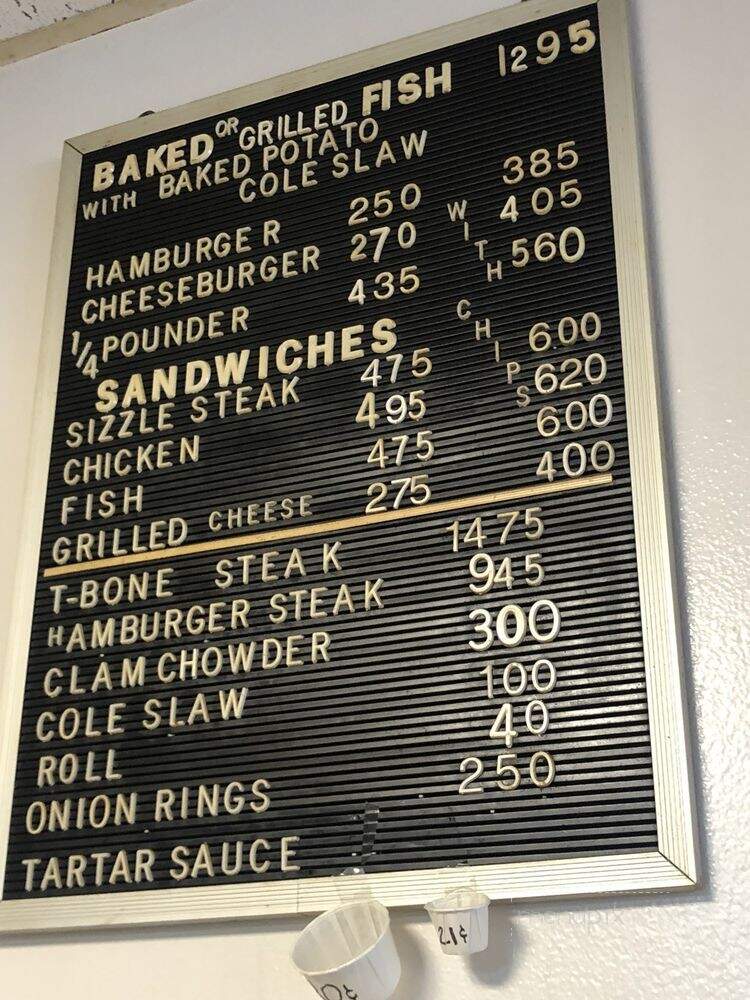 BAKED OR GRILLED FISH 1295
WITH BAKED POTATO
COLE SLAW
HAMBURGER 250 WITH CHIPS 385
CHEESEBURGER 270 405
1/4 POUNDER 435 560
SANDWICHES
SIZZLE STEAK 475 600
CHICKEN 495 620
FISH 475 600
GRILLED CHEESE 275 400
T-BONE STEAK 1475
HAMBURGER STEAK 945
CLAM CHOWDER 300
COLE SLAW 100
ROLL 40
ONION RINGS 250
TARTAR SAUCE
21¢